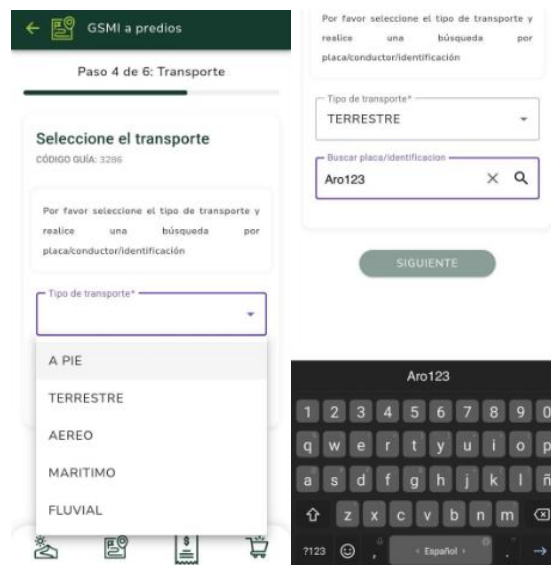 GSMI a predios
Paso 4 de 6: Transporte
Seleccione el transporte
CÓDIGO GUÍA: 3286
Por favor seleccione el tipo de transporte y
realice una búsqueda por
placa/conductor/identificación
Tipo de transporte*
A PIE
TERRESTRE
AEREO
MARITIMO
FLUVIAL
Por favor seleccione el tipo de transporte y
realice una búsqueda por
placa/conductor/identificación
Tipo de transporte*
TERRESTRE
Buscar placa/identificacion
Aro123
SIGUIENTE
Aro123
1 2 3 4 5 6 7 8 9 0
q w e r t y u i o p
a s d f g h j k l ñ
z x c v b n m
?123 , Español .